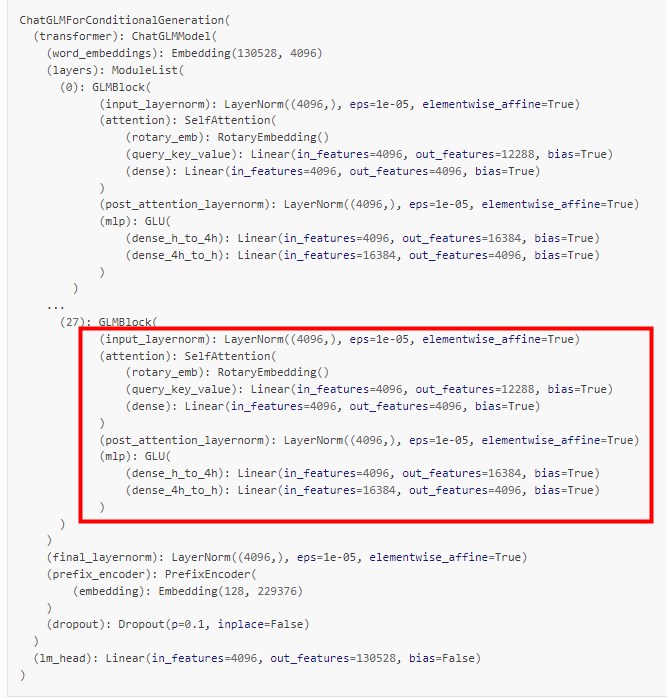 ChatGLMForConditionalGeneration(
  (transformer): ChatGLMModel(
    (word_embeddings): Embedding(130528, 4096)
    (layers): ModuleList(
      (0): GLMBlock(
            (input_layernorm): LayerNorm((4096,), eps=1e-05, elementwise_affine=True)
            (attention): SelfAttention(
                (rotary_emb): RotaryEmbedding()
                (query_key_value): Linear(in_features=4096, out_features=12288, bias=True)
                (dense): Linear(in_features=4096, out_features=4096, bias=True)
            )
            (post_attention_layernorm): LayerNorm((4096,), eps=1e-05, elementwise_affine=True)
            (mlp): GLU(
                (dense_h_to_4h): Linear(in_features=4096, out_features=16384, bias=True)
                (dense_4h_to_h): Linear(in_features=16384, out_features=4096, bias=True)
            )
        )
    ...
      (27): GLMBlock(
            (input_layernorm): LayerNorm((4096,), eps=1e-05, elementwise_affine=True)
            (attention): SelfAttention(
                (rotary_emb): RotaryEmbedding()
                (query_key_value): Linear(in_features=4096, out_features=12288, bias=True)
                (dense): Linear(in_features=4096, out_features=4096, bias=True)
            )
            (post_attention_layernorm): LayerNorm((4096,), eps=1e-05, elementwise_affine=True)
            (mlp): GLU(
                (dense_h_to_4h): Linear(in_features=4096, out_features=16384, bias=True)
                (dense_4h_to_h): Linear(in_features=16384, out_features=4096, bias=True)
            )
      )
    )
    (final_layernorm): LayerNorm((4096,), eps=1e-05, elementwise_affine=True)
    (prefix_encoder): PrefixEncoder(
        (embedding): Embedding(128, 229376)
    )
    (dropout): Dropout(p=0.1, inplace=False)
  )
  (lm_head): Linear(in_features=4096, out_features=130528, bias=False)
)